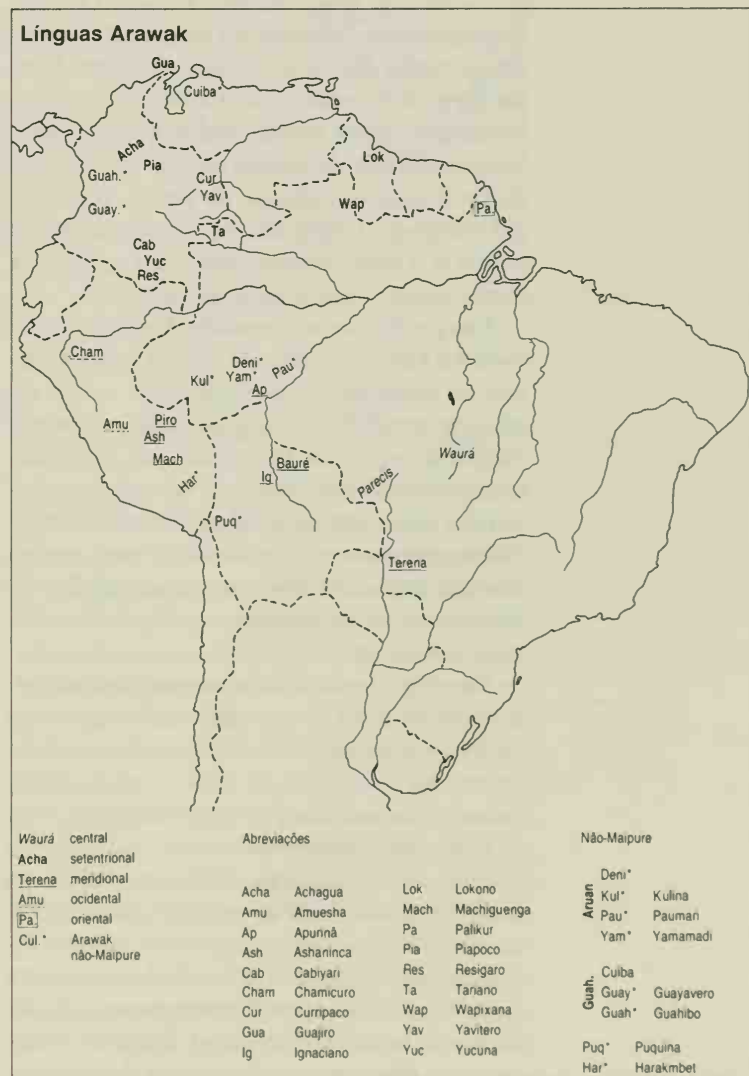 Línguas Arawak
Gua
Cuiba*
Acha
Pia
Guah.*
Guay.*
Cur
Yav
Ta
Lok
Wap
Pa.
Cab
Yuc
Res
Cham
Deni*
Kul*
Yam*
Pau*
Ap
Amu
Piro
Ash
Mach
Har*
Ig
Bauré
Parecis
Waurá
Puq*
Terena
Waurá central
Acha setentrional
Terena meridional
Amu ocidental
Pa. oriental
Cul.* Arawak
não-Maipure
Abreviações
Acha Achagua
Amu Amuesha
Ap Apurinã
Ash Ashaninca
Cab Cabiyari
Cham Chamicuro
Cur Curripaco
Gua Guajiro
Ig Ignaciano
Lok Lokono
Mach Machiguenga
Pa Palikur
Pia Piapoco
Res Resigaro
Ta Tariano
Wap Wapixana
Yav Yavitero
Yuc Yucuna
Não-Maipure
Aruan
Deni*
Kul* Kulina
Pau* Paumari
Yam* Yamamadi
Guah.
Cuiba
Guay* Guayavero
Guah* Guahibo
Puq* Puquina
Har* Harakmbet